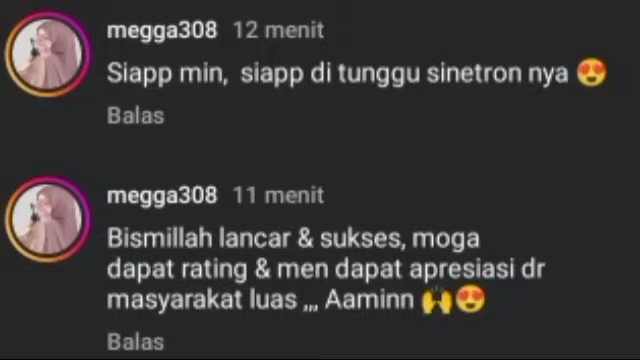 megga308 12 menit
Siapp min, siapp di tunggu sinetron nya 😍
Balas
megga308 11 menit
Bismillah lancar & sukses, moga
dapat rating & men dapat apresiasi dr
masyarakat luas ,,, Aaminn 🙌😍
Balas